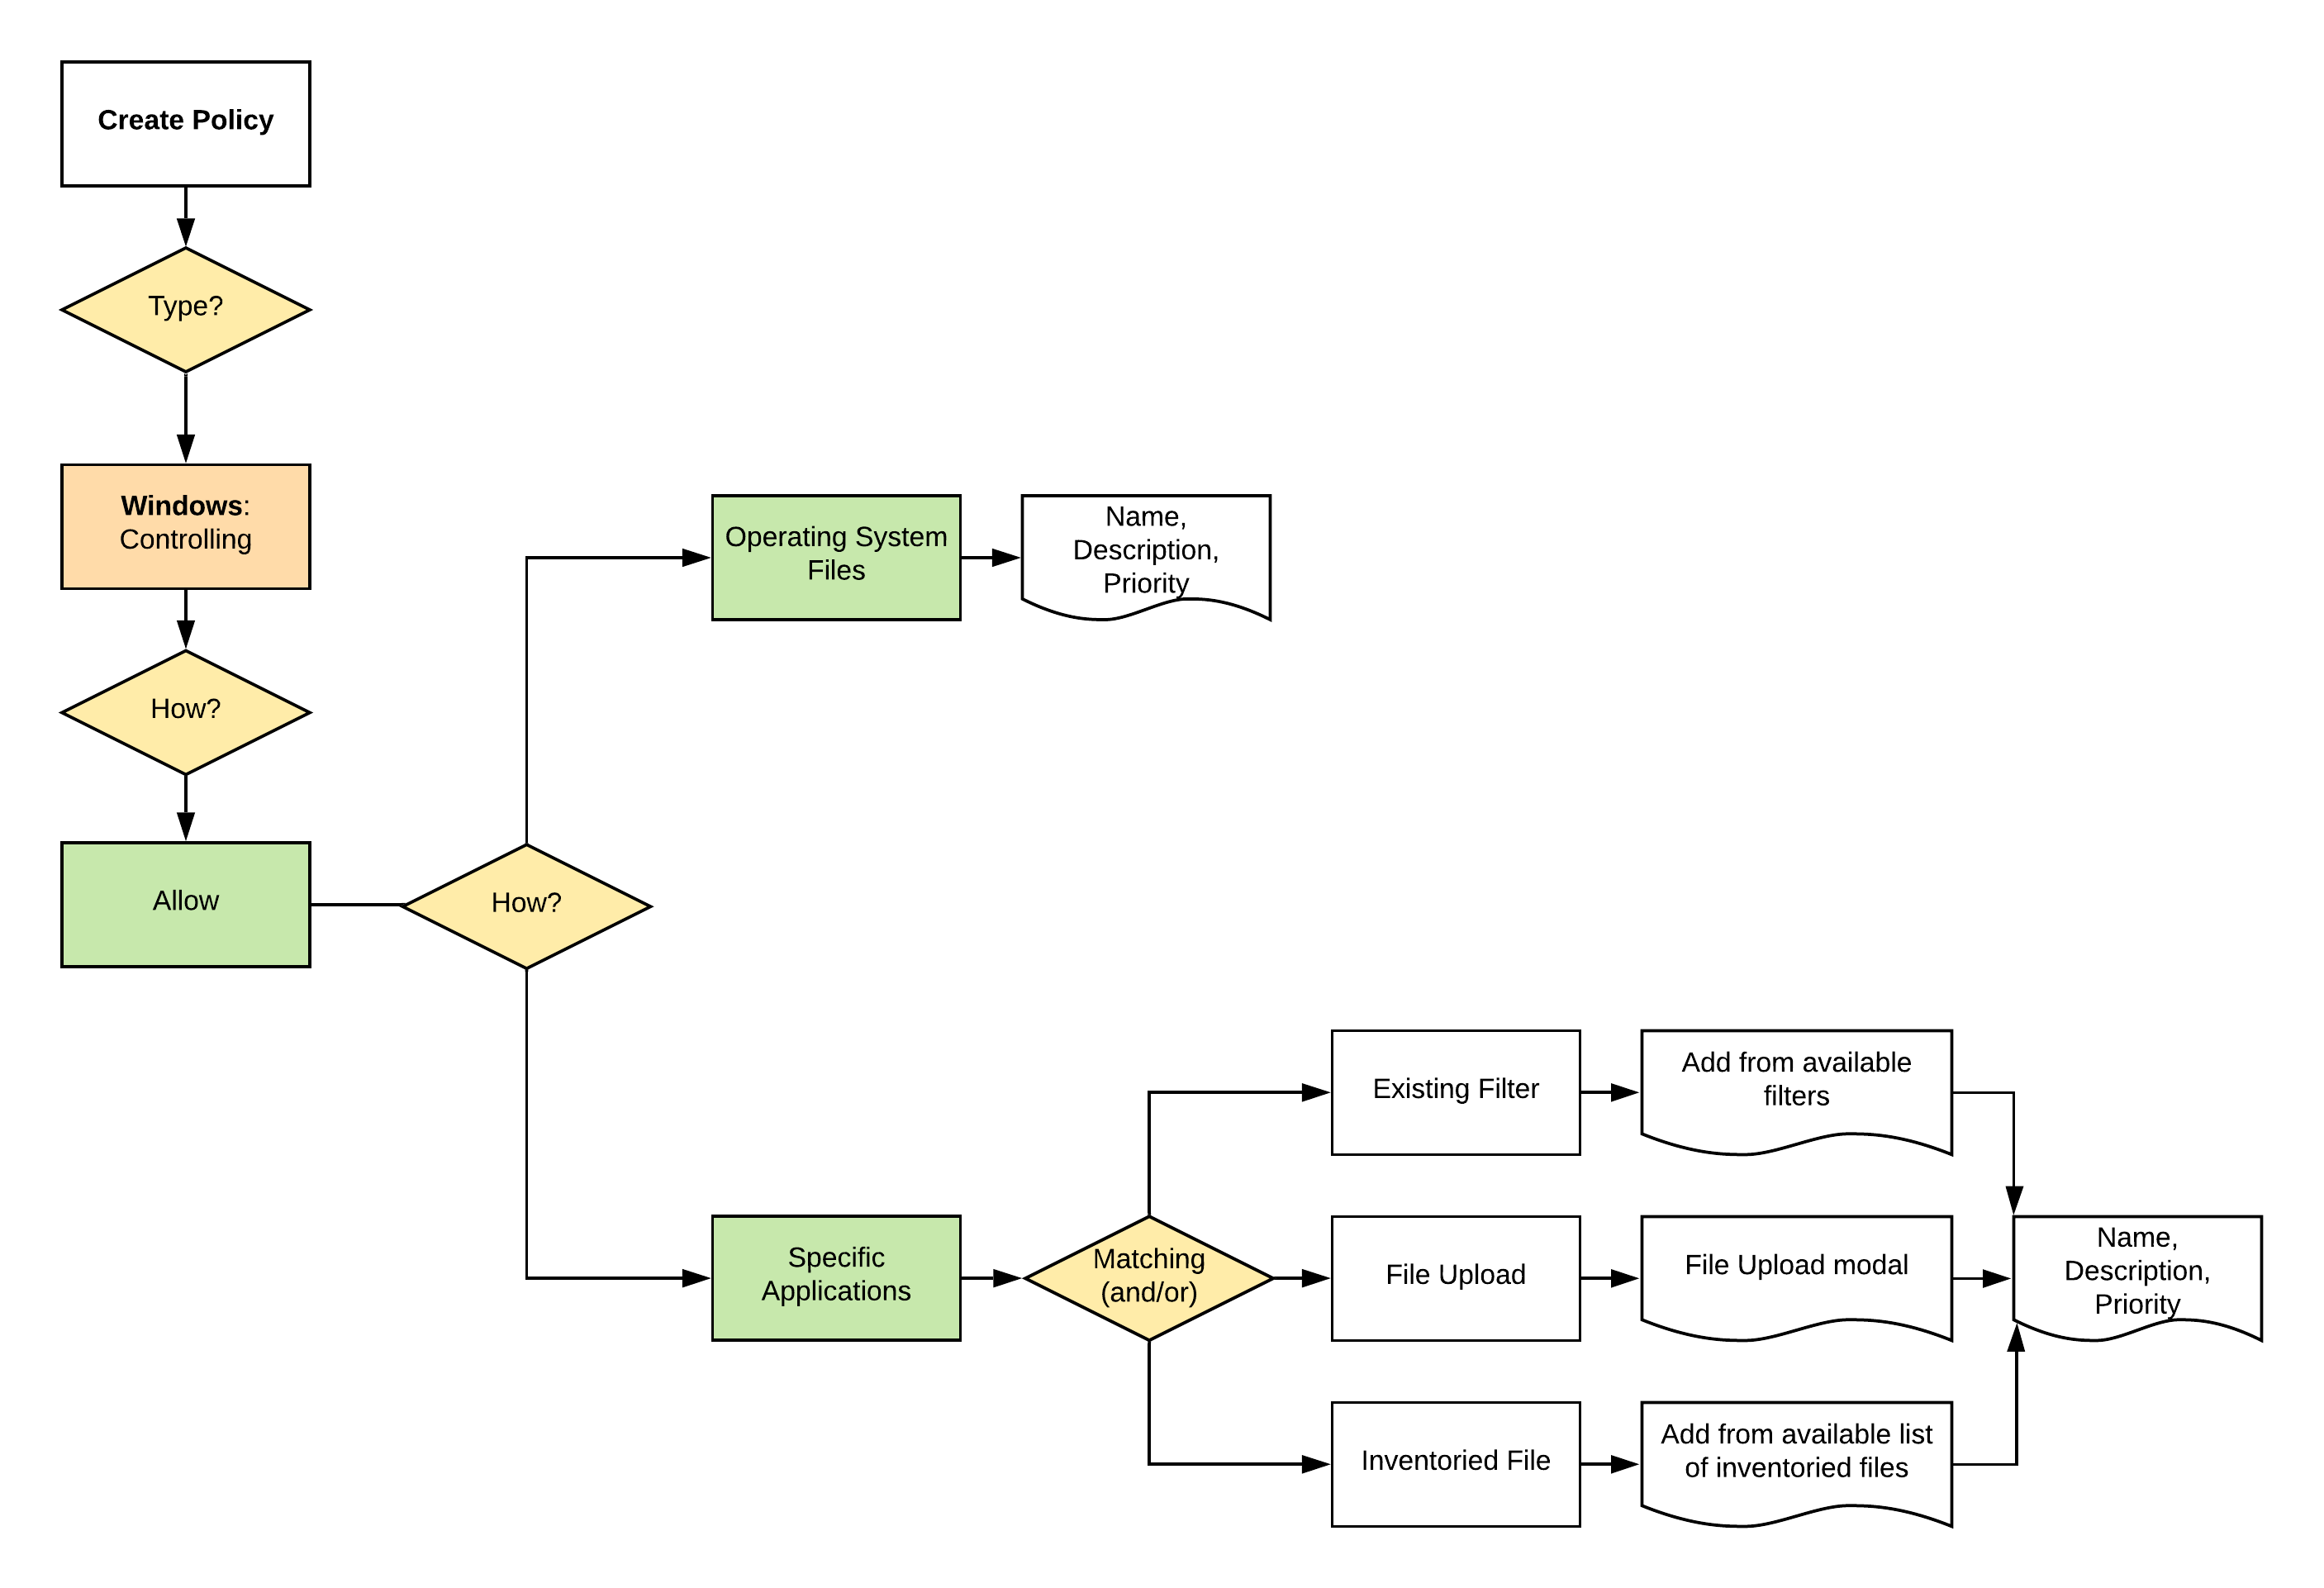 Create Policy
Type?
Windows:
Controlling
How?
Allow
How?
Operating System
Files
Name,
Description,
Priority
Specific
Applications
Matching
(and/or)
Existing Filter
Add from available
filters
File Upload
File Upload modal
Inventoried File
Add from available list
of inventoried files
Name,
Description,
Priority